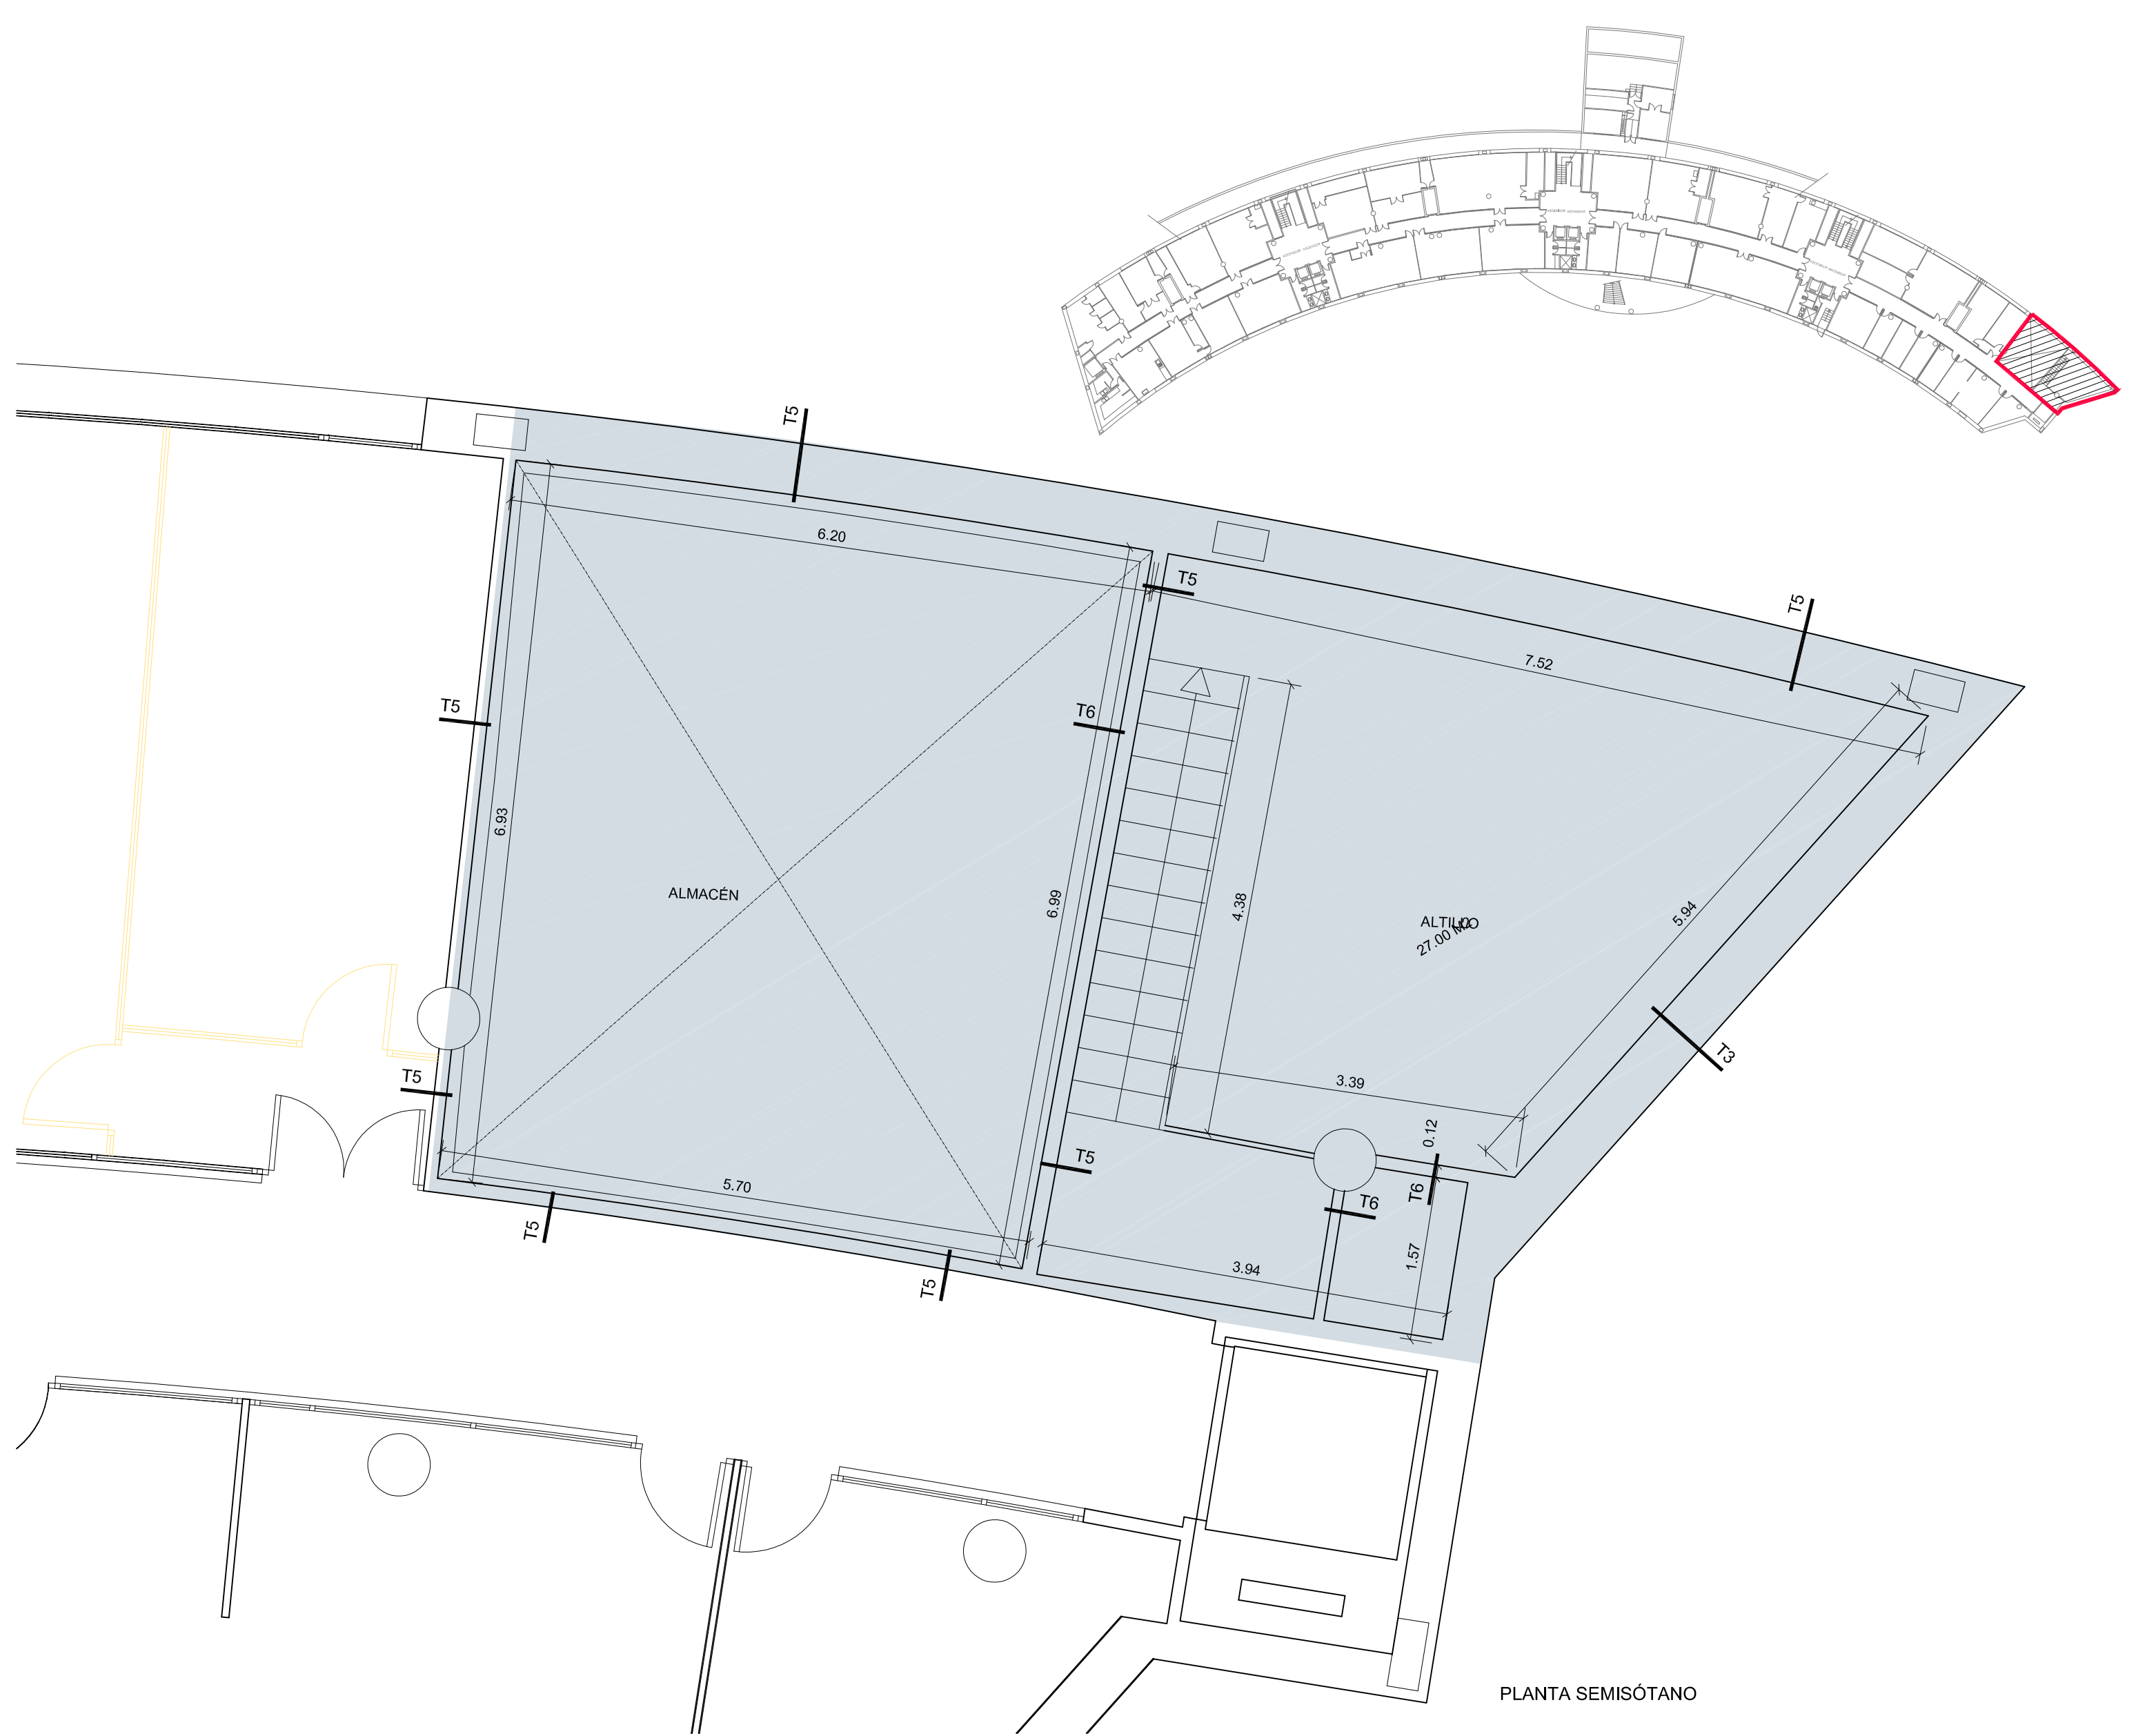 T5
6.20
T5
T5
7.52
T5
T6
6.93
ALMACÉN
6.99
4.38
ALTILLO
27.00 M2
5.94
T3
T5
3.39
0.12
T5
T6
T6
5.70
T5
T5
3.94
1.57
PLANTA SEMISÓTANO